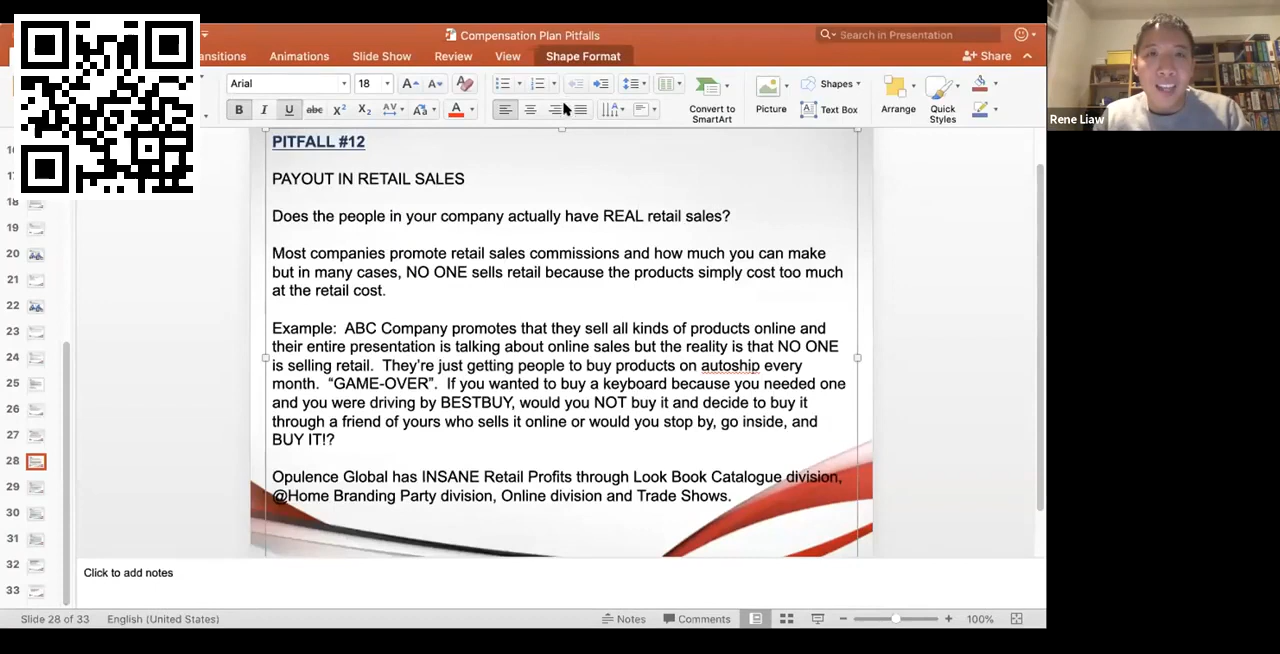 Compensation Plan Pitfalls
Search in Presentation
ansitions
Animations
Slide Show
Review
View
Shape Format
Share
Arial
18
B I U abc X² X₂ AV Aa A
Convert to
SmartArt
Picture
Shapes
Text Box
Arrange
Quick
Styles
Rene Liaw
PITFALL #12
PAYOUT IN RETAIL SALES
Does the people in your company actually have REAL retail sales?
Most companies promote retail sales commissions and how much you can make
but in many cases, NO ONE sells retail because the products simply cost too much
at the retail cost.
Example: ABC Company promotes that they sell all kinds of products online and
their entire presentation is talking about online sales but the reality is that NO ONE
is selling retail. They're just getting people to buy products on autoship every
month. “GAME-OVER”. If you wanted to buy a keyboard because you needed one
and you were driving by BESTBUY, would you NOT buy it and decide to buy it
through a friend of yours who sells it online or would you stop by, go inside, and
BUY IT!?
Opulence Global has INSANE Retail Profits through Look Book Catalogue division,
@Home Branding Party division, Online division and Trade Shows.
18
19
20
21
22
23
24
25
26
27
28
29
30
31
32
33
Click to add notes
Slide 28 of 33
English (United States)
Notes
Comments
100%